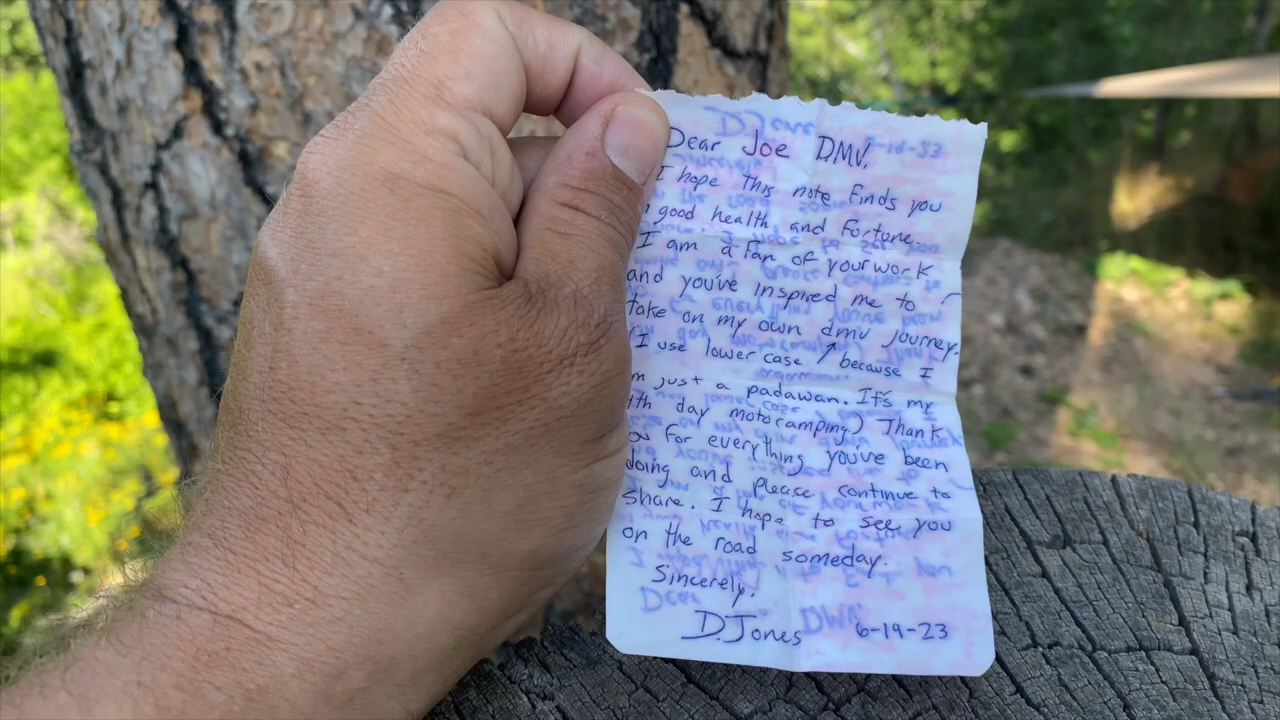 Dear Joe DMV,
I hope this note finds you
good health and fortune.
I am a fan of your work
and you've inspired me to
take on my own dmv journey.
I use lower case ↗ because I
m just a padawan. It's my
th day motocamping) Thank
ou for everything you've been
doing and please continue to
share. I hope to see you
on the road someday.
Sincerely,
D. Jones 6-19-23